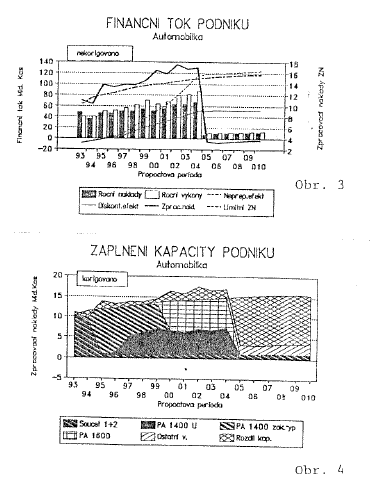 FINANCNI TOK PODNIKU
Automobilka
nekorigovano
Financni tok Mld. Kcs
Zpracovaci naklady ZN
140
120
100
80
60
40
20
0
-20
18
16
14
12
10
8
6
4
2
93 95 97 99 01 03 05 07 09
94 96 98 00 02 04 06 08 010
Propoctova perioda
Obr. 3
Rocni naklady Rocni vykony Neprep.efekt
Diskont.efekt Zprac.nakl. Limitni ZN
ZAPLNENI KAPACITY PODNIKU
Automobilka
korigovano
Zpracovaci naklady Mld.Kcs
20
15
10
5
0
-5
93 95 97 99 01 03 05 07 09
94 96 98 00 02 04 06 08 010
Propoctova perioda
Soucet 1+2 PA 1400 U PA 1400 zak.typ
PA 1600 Ostatni v. Rozdil kap.
Obr. 4